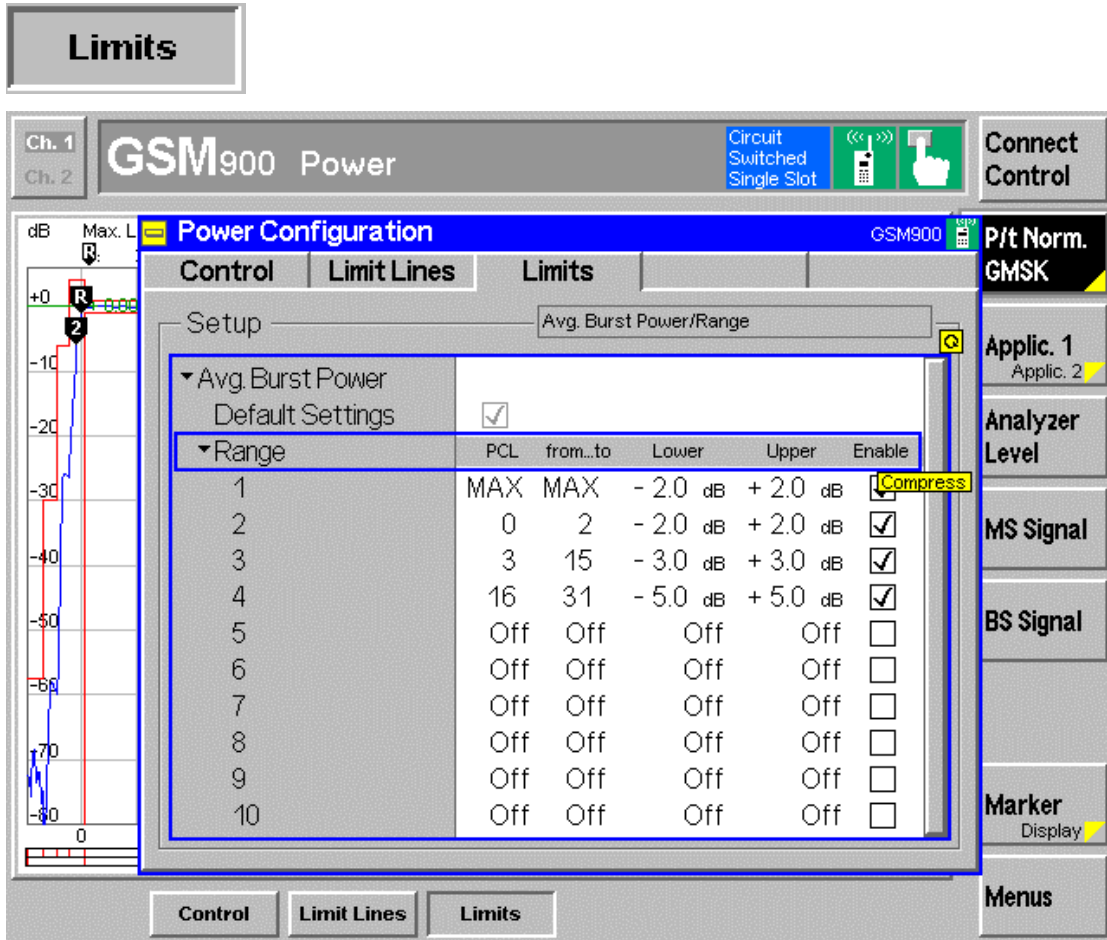 Limits
Ch. 1
Ch. 2
GSM900 Power
Circuit
Switched
Single Slot
Connect
Control
dB Max. L
R:
Power Configuration GSM900
Control Limit Lines Limits
Setup Avg. Burst Power/Range
Avg. Burst Power
Default Settings
Range PCL from...to Lower Upper Enable
Compress
1 MAX MAX - 2.0 dB + 2.0 dB
2 0 2 - 2.0 dB + 2.0 dB
3 3 15 - 3.0 dB + 3.0 dB
4 16 31 - 5.0 dB + 5.0 dB
5 Off Off Off Off
6 Off Off Off Off
7 Off Off Off Off
8 Off Off Off Off
9 Off Off Off Off
10 Off Off Off Off
+0
R
2
-10
-20
-30
-40
-50
-60
-70
-80
0
P/t Norm.
GMSK
Applic. 1
Applic. 2
Analyzer
Level
MS Signal
BS Signal
Marker
Display
Menus
Control Limit Lines Limits